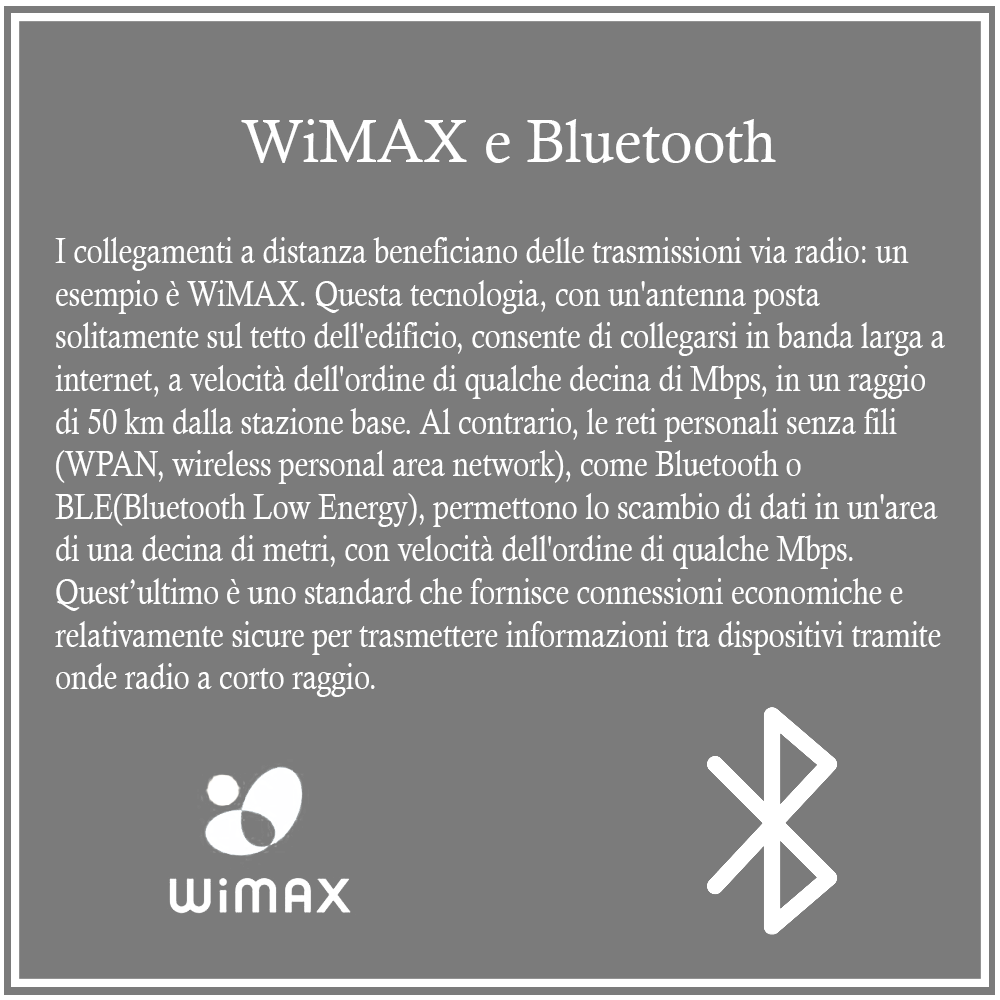 WiMAX e Bluetooth
I collegamenti a distanza beneficiano delle trasmissioni via radio: un
esempio è WiMAX. Questa tecnologia, con un'antenna posta
solitamente sul tetto dell'edificio, consente di collegarsi in banda larga a
internet, a velocità dell'ordine di qualche decina di Mbps, in un raggio
di 50 km dalla stazione base. Al contrario, le reti personali senza fili
(WPAN, wireless personal area network), come Bluetooth o
BLE(Bluetooth Low Energy), permettono lo scambio di dati in un'area
di una decina di metri, con velocità dell'ordine di qualche Mbps.
Quest’ultimo è uno standard che fornisce connessioni economiche e
relativamente sicure per trasmettere informazioni tra dispositivi tramite
onde radio a corto raggio.
WiMAX